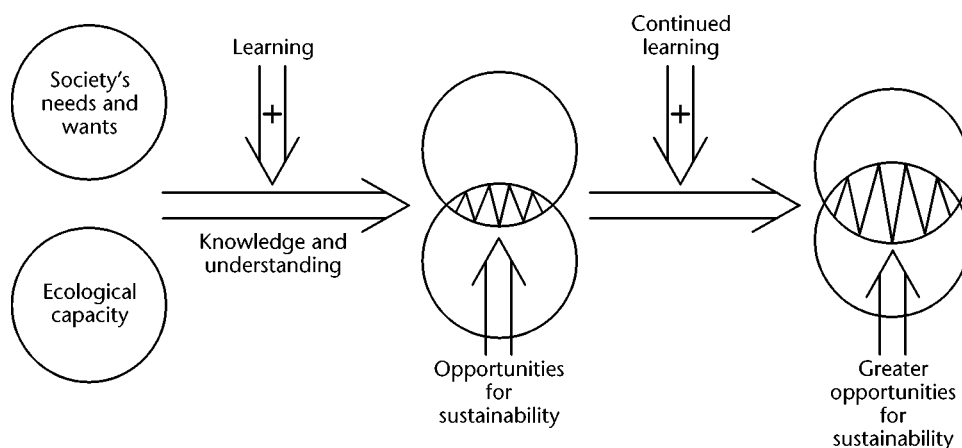 Society's
needs and
wants
Ecological
capacity
Learning
+
Knowledge and
understanding
Opportunities
for
sustainability
Continued
learning
+
Greater
opportunities
for
sustainability